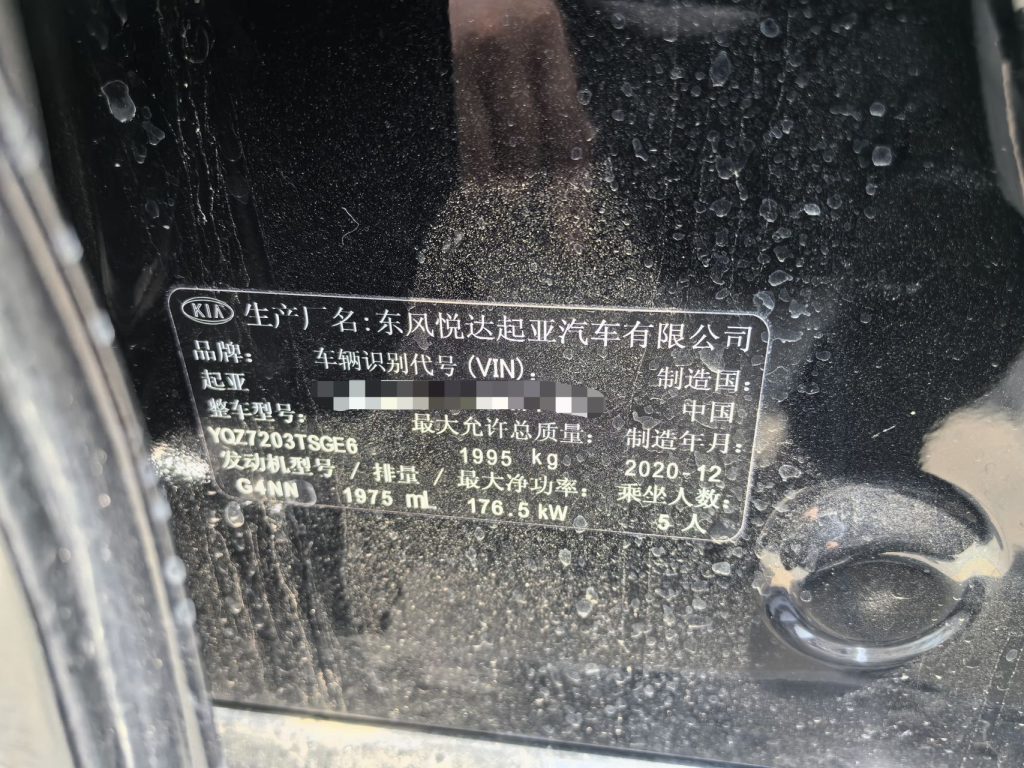 KIA 生产厂名:东风悦达起亚汽车有限公司
品牌: 车辆识别代号(VIN): 制造国:
起亚 中国
整车型号: 最大允许总质量: 制造年月:
YQZ7203TSGE6 1995 kg 2020-12
发动机型号 / 排量 / 最大净功率: 乘坐人数:
G4NN 1975 mL 176.5 kW 5 人